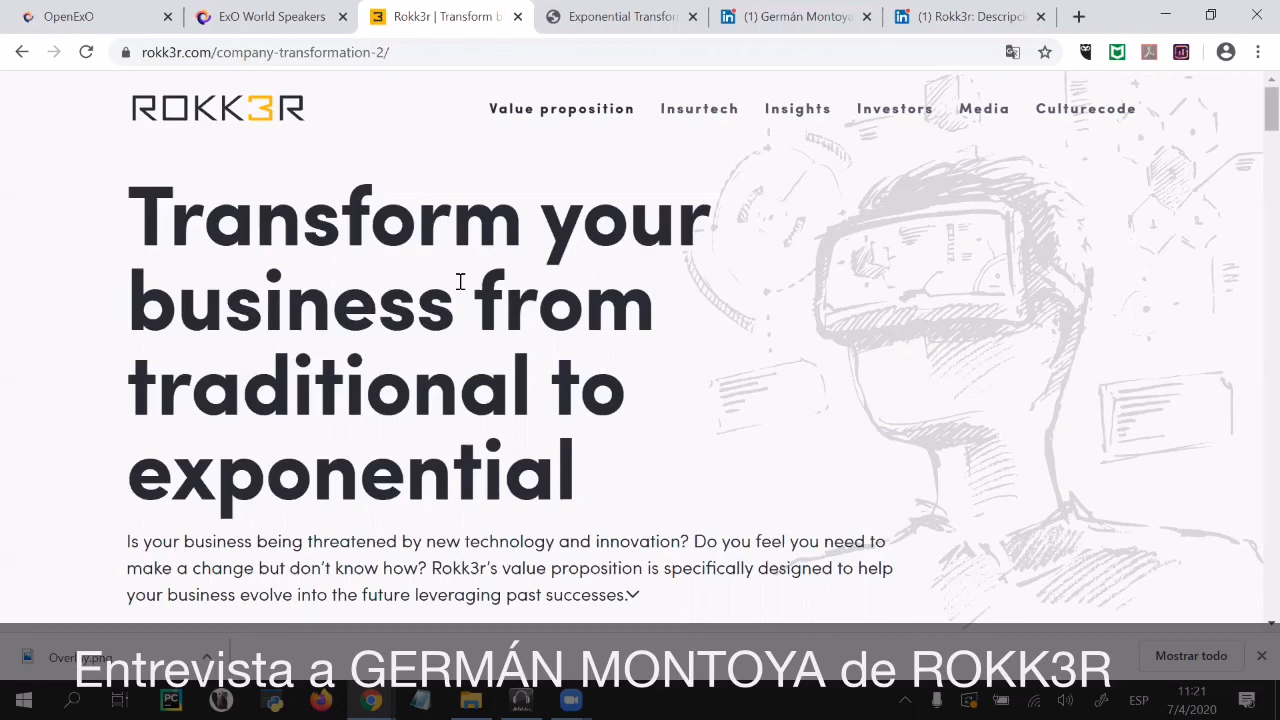 OpenExO
ExO World Speakers
Rokk3r | Transform b
Exponential Transfor
(1) Germán Montoya
(1) Rokk3r: Descripci
rokk3r.com/company-transformation-2/
ROKK3R
Value proposition
Insurtech
Insights
Investors
Media
Culturecode
Transform your
business from
traditional to
exponential
Is your business being threatened by new technology and innovation? Do you feel you need to
make a change but don't know how? Rokk3r's value proposition is specifically designed to help
your business evolve into the future leveraging past successes.
Overlay.png
Mostrar todo
Entrevista a GERMÁN MONTOYA de ROKK3R
PC
ESP
11:21
7/4/2020